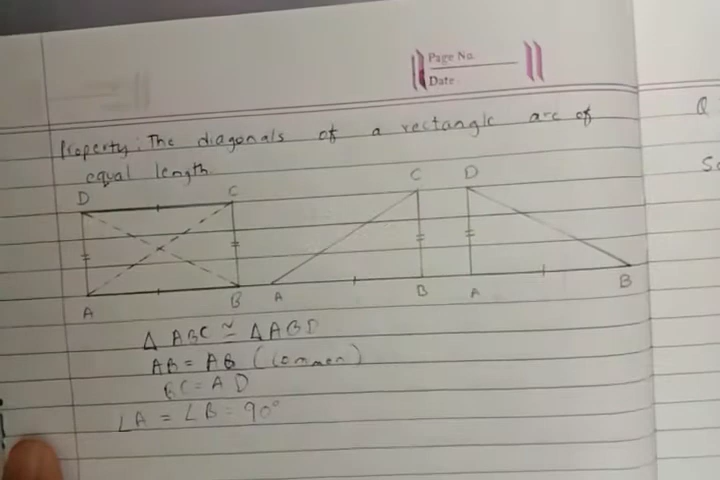 Page No.
Date
Property: The diagonals of a rectangle are of
equal length
D C C D
A B A B A B
Δ ABC ≅ Δ ABD
AB = AB (common)
BC = AD
∠A = ∠B = 90°
Q
So